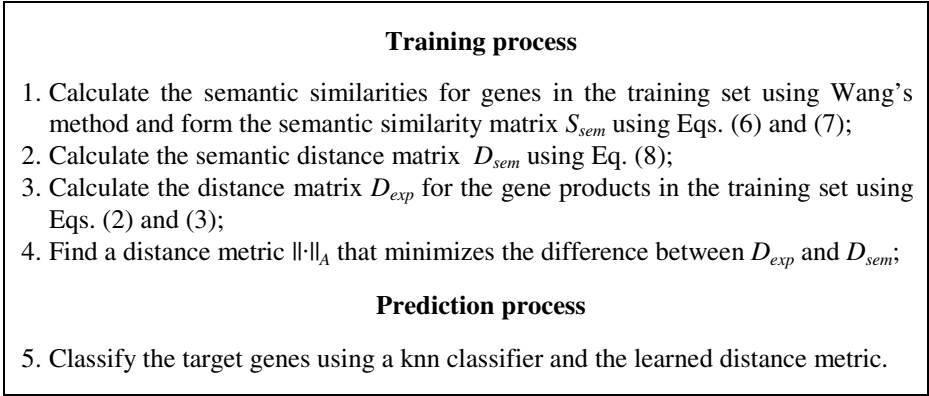 Training process
1. Calculate the semantic similarities for genes in the training set using Wang's
method and form the semantic similarity matrix S_sem using Eqs. (6) and (7);
2. Calculate the semantic distance matrix D_sem using Eq. (8);
3. Calculate the distance matrix D_exp for the gene products in the training set using
Eqs. (2) and (3);
4. Find a distance metric ||·||_A that minimizes the difference between D_exp and D_sem;
Prediction process
5. Classify the target genes using a knn classifier and the learned distance metric.